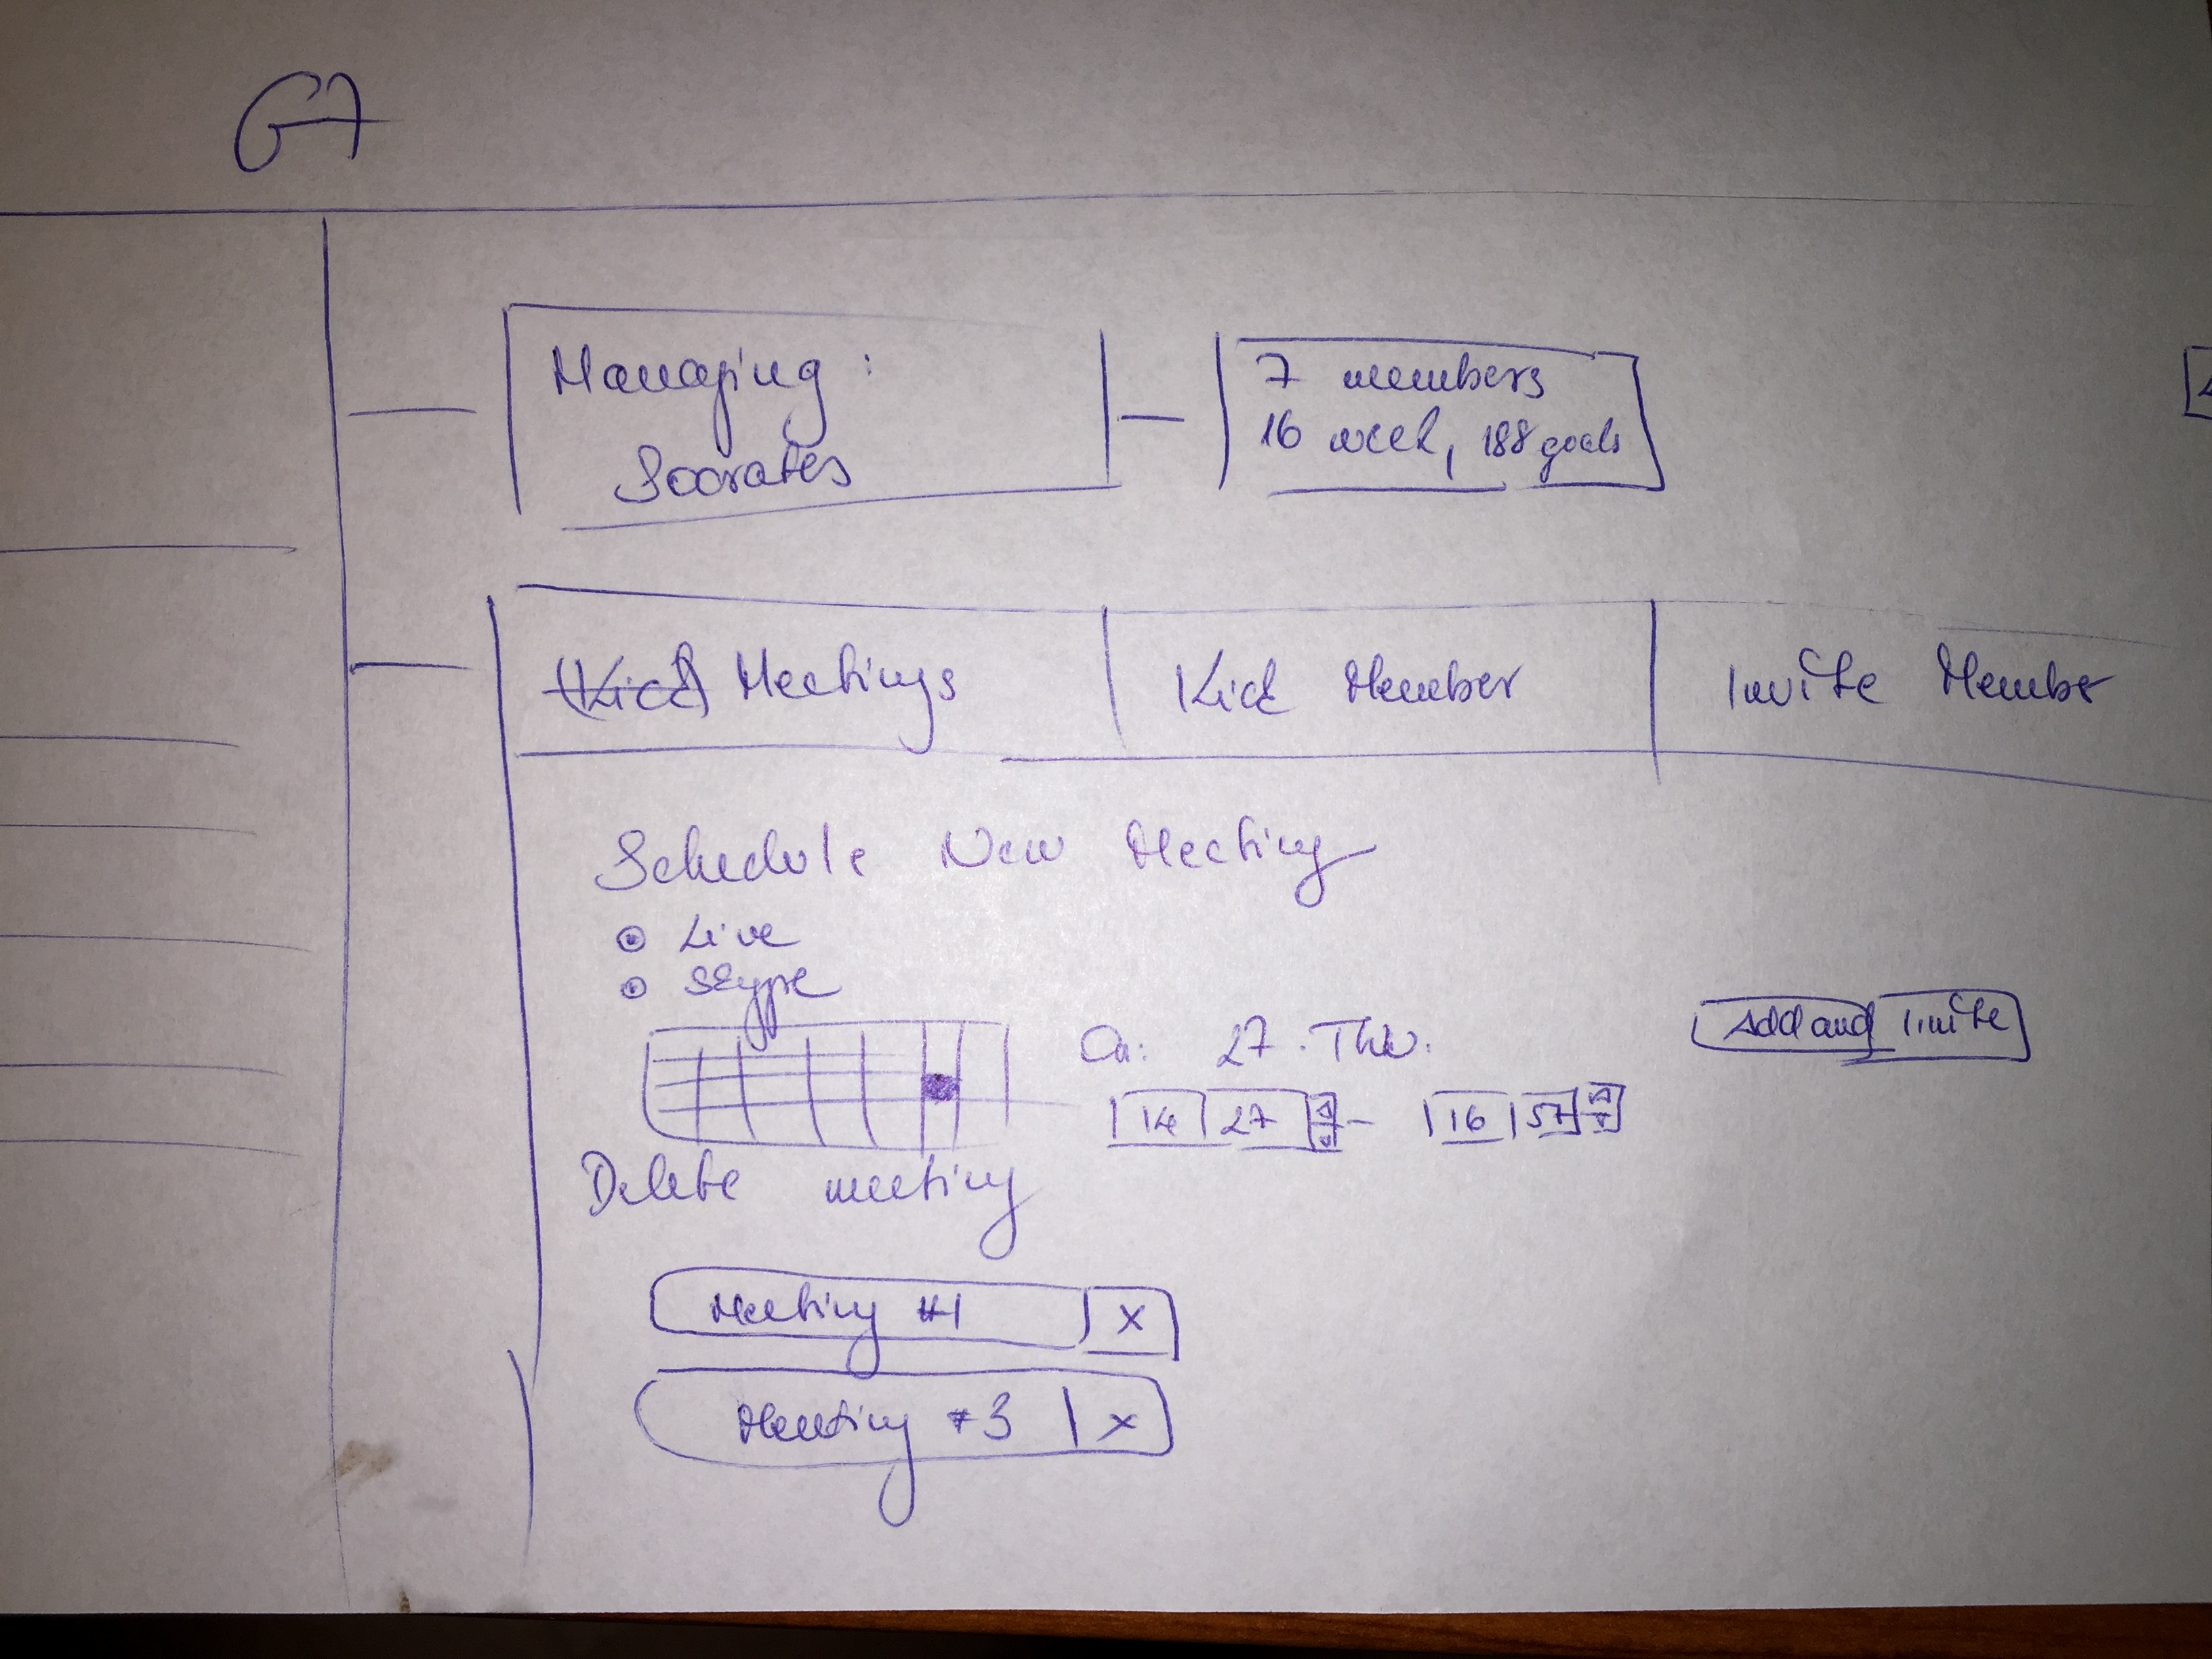 G7
Managing:
Socrates
7 members
16 week, 188 goals
(Kick) Meetings
Kick Member
Invite Member
Schedule New Meeting
Live
Skype
On: 27. Thu.
Add and Invite
14 27 - 16 57
Delete meeting
Meeting #1 X
Meeting #3 X